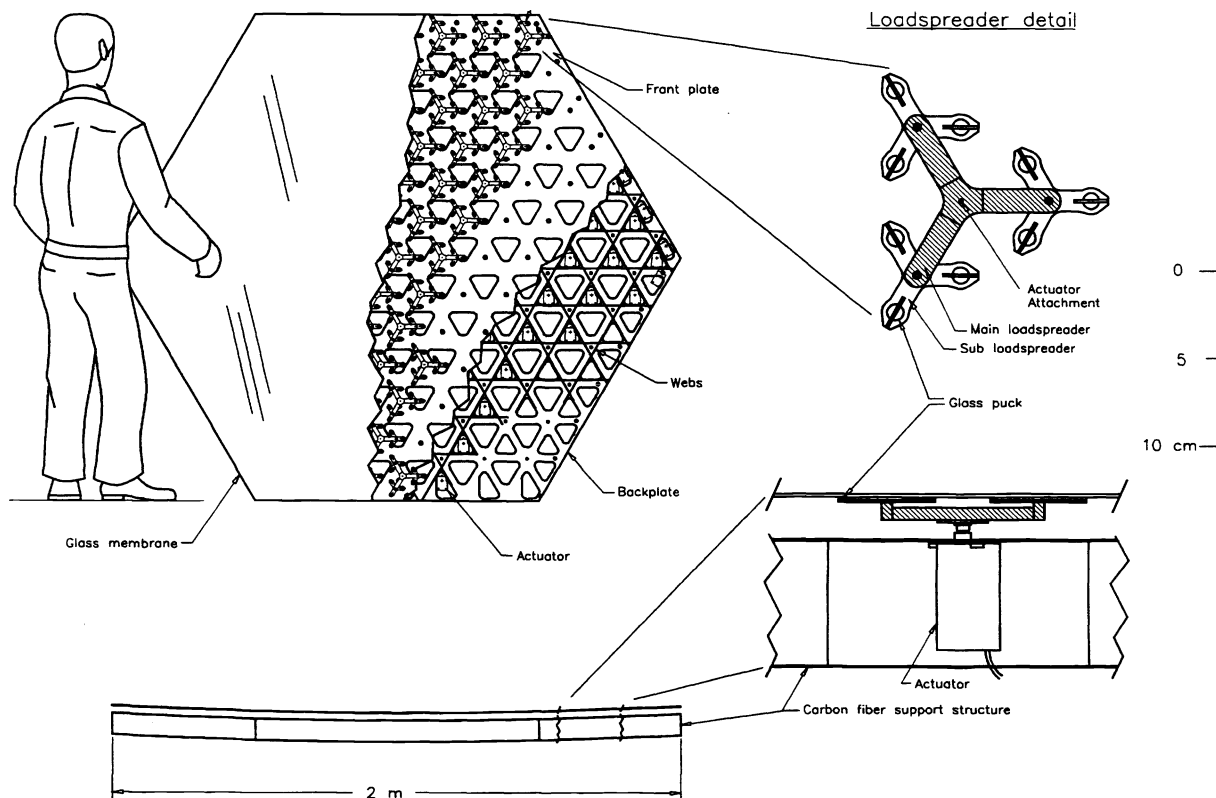 Loadspreader detail
Front plate
Actuator
Attachment
Main loadspreader
Sub loadspreader
Glass puck
0
5
10 cm
Webs
Backplate
Glass membrane
Actuator
Actuator
Carbon fiber support structure
2 m